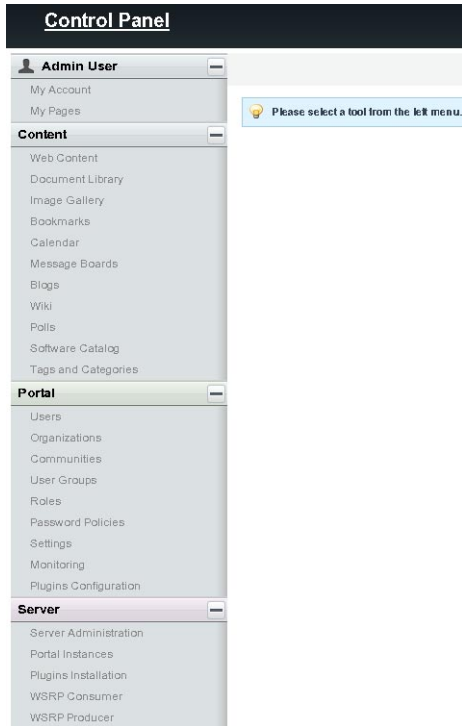 Control Panel
Admin User
My Account
My Pages
Please select a tool from the left menu.
Content
Web Content
Document Library
Image Gallery
Bookmarks
Calendar
Message Boards
Blogs
Wiki
Polls
Software Catalog
Tags and Categories
Portal
Users
Organizations
Communities
User Groups
Roles
Password Policies
Settings
Monitoring
Plugins Configuration
Server
Server Administration
Portal Instances
Plugins Installation
WSRP Consumer
WSRP Producer